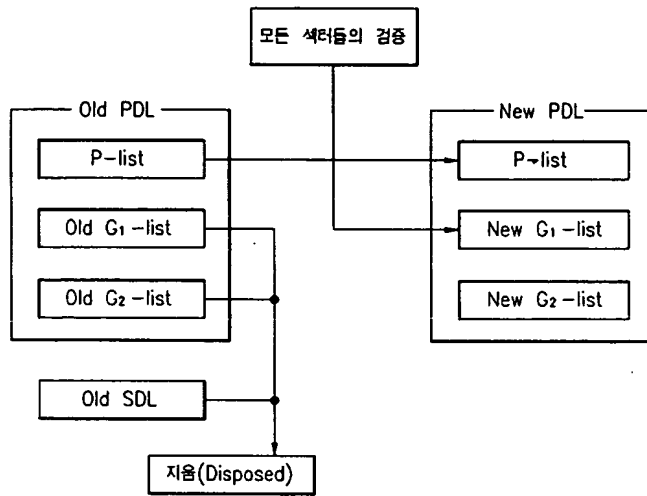 모든 섹터들의 검증
Old PDL
P-list
Old G1-list
Old G2-list
Old SDL
지움(Disposed)
New PDL
P-list
New G1-list
New G2-list